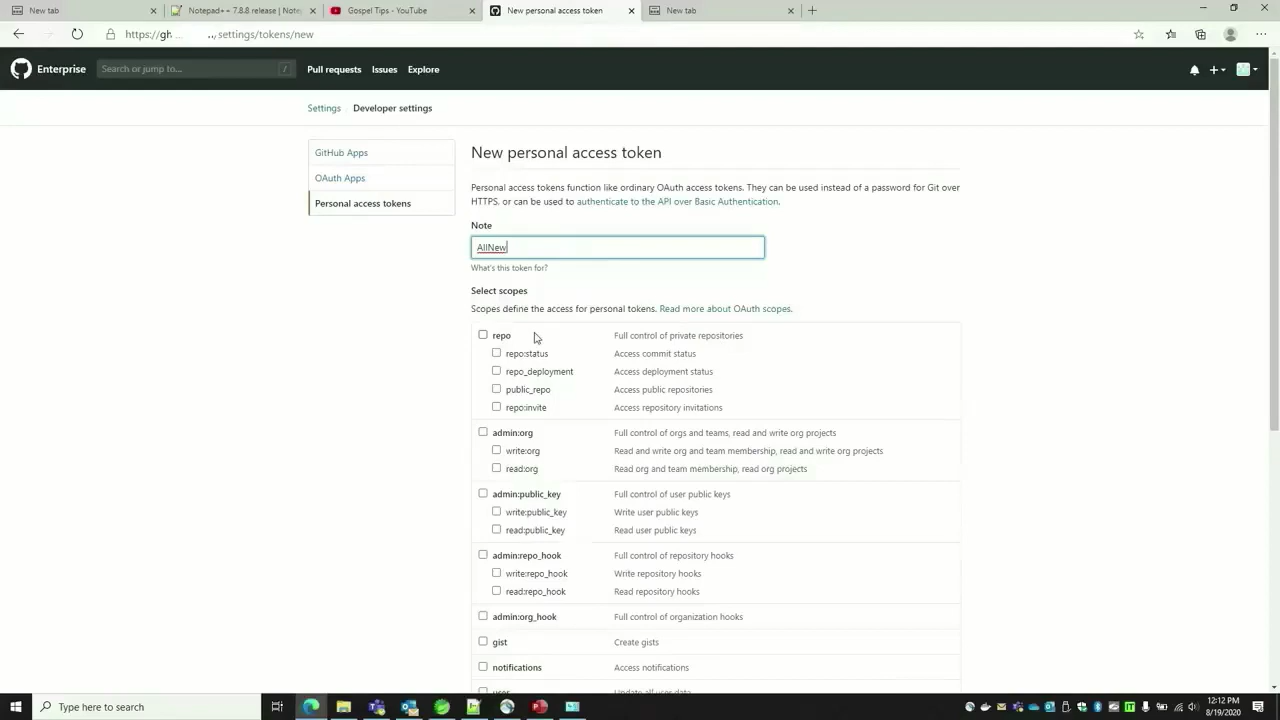 New tab
Notepad++ 7.8.8 release | Note
Gospel Tips - YouTube
New personal access token
New tab
https://gh. .,/settings/tokens/new
Enterprise
Search or jump to...
/
Pull requests
Issues
Explore
Settings
Developer settings
GitHub Apps
OAuth Apps
Personal access tokens
New personal access token
Personal access tokens function like ordinary OAuth access tokens. They can be used instead of a password for Git over
HTTPS, or can be used to authenticate to the API over Basic Authentication.
Note
AllNew
What's this token for?
Select scopes
Scopes define the access for personal tokens. Read more about OAuth scopes.
repo Full control of private repositories
repo:status Access commit status
repo_deployment Access deployment status
public_repo Access public repositories
repo:invite Access repository invitations
admin:org Full control of orgs and teams, read and write org projects
write:org Read and write org and team membership, read and write org projects
read:org Read org and team membership, read org projects
admin:public_key Full control of user public keys
write:public_key Write user public keys
read:public_key Read user public keys
admin:repo_hook Full control of repository hooks
write:repo_hook Write repository hooks
read:repo_hook Read repository hooks
admin:org_hook Full control of organization hooks
gist Create gists
notifications Access notifications
user Update all user data
Type here to search
12:12 PM
8/19/2020